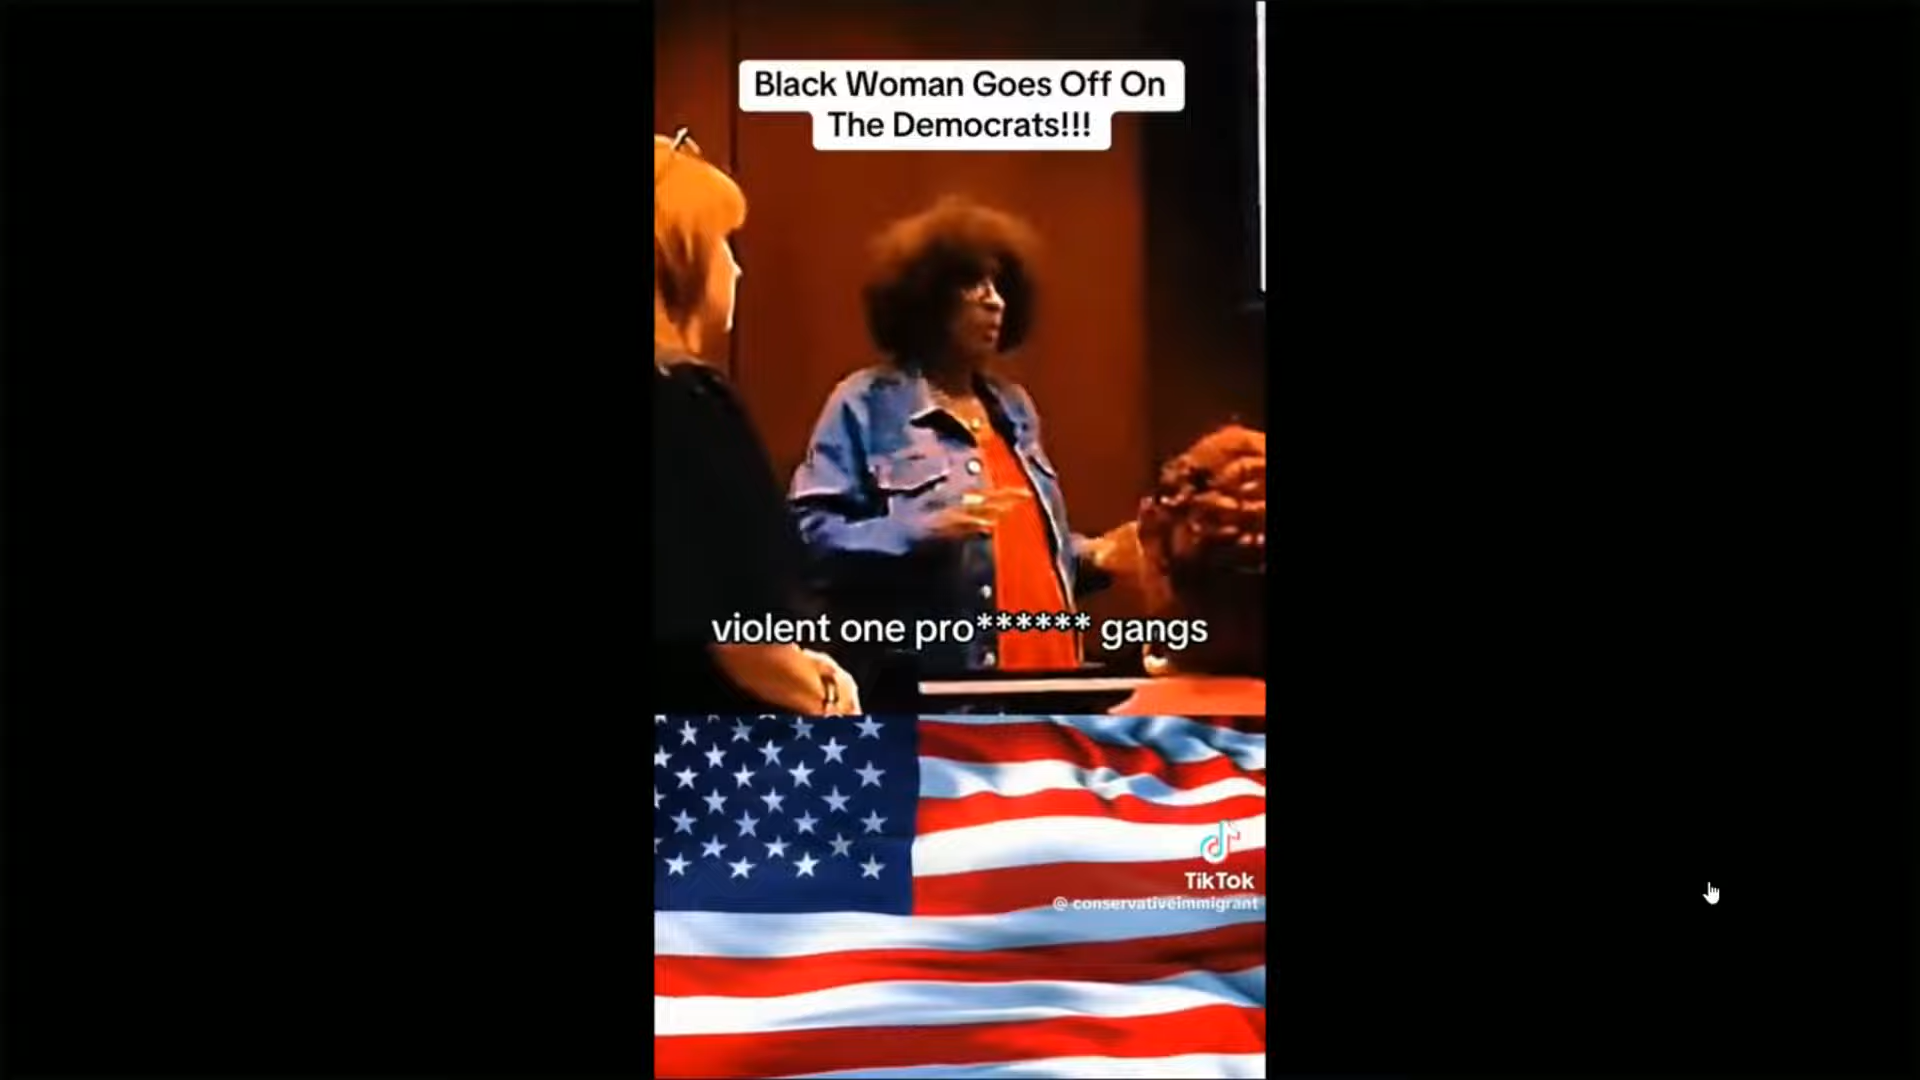 Black Woman Goes Off On
The Democrats!!!
violent one pro****** gangs
TikTok
@ conservativeimmigrant